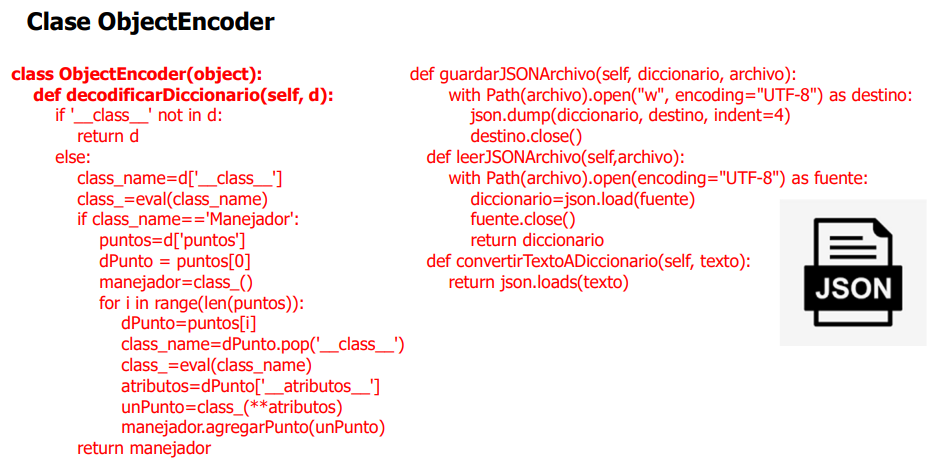 Clase ObjectEncoder
class ObjectEncoder(object):
def decodificarDiccionario(self, d):
if '__class__' not in d:
return d
else:
class_name=d['__class__']
class_=eval(class_name)
if class_name=='Manejador':
puntos=d['puntos']
dPunto = puntos[0]
manejador=class_()
for i in range(len(puntos)):
dPunto=puntos[i]
class_name=dPunto.pop('__class__')
class_=eval(class_name)
atributos=dPunto['__atributos__']
unPunto=class_(**atributos)
manejador.agregarPunto(unPunto)
return manejador
def guardarJSONArchivo(self, diccionario, archivo):
with Path(archivo).open("w", encoding="UTF-8") as destino:
json.dump(diccionario, destino, indent=4)
destino.close()
def leerJSONArchivo(self,archivo):
with Path(archivo).open(encoding="UTF-8") as fuente:
diccionario=json.load(fuente)
fuente.close()
return diccionario
def convertirTextoADiccionario(self, texto):
return json.loads(texto)
JSON